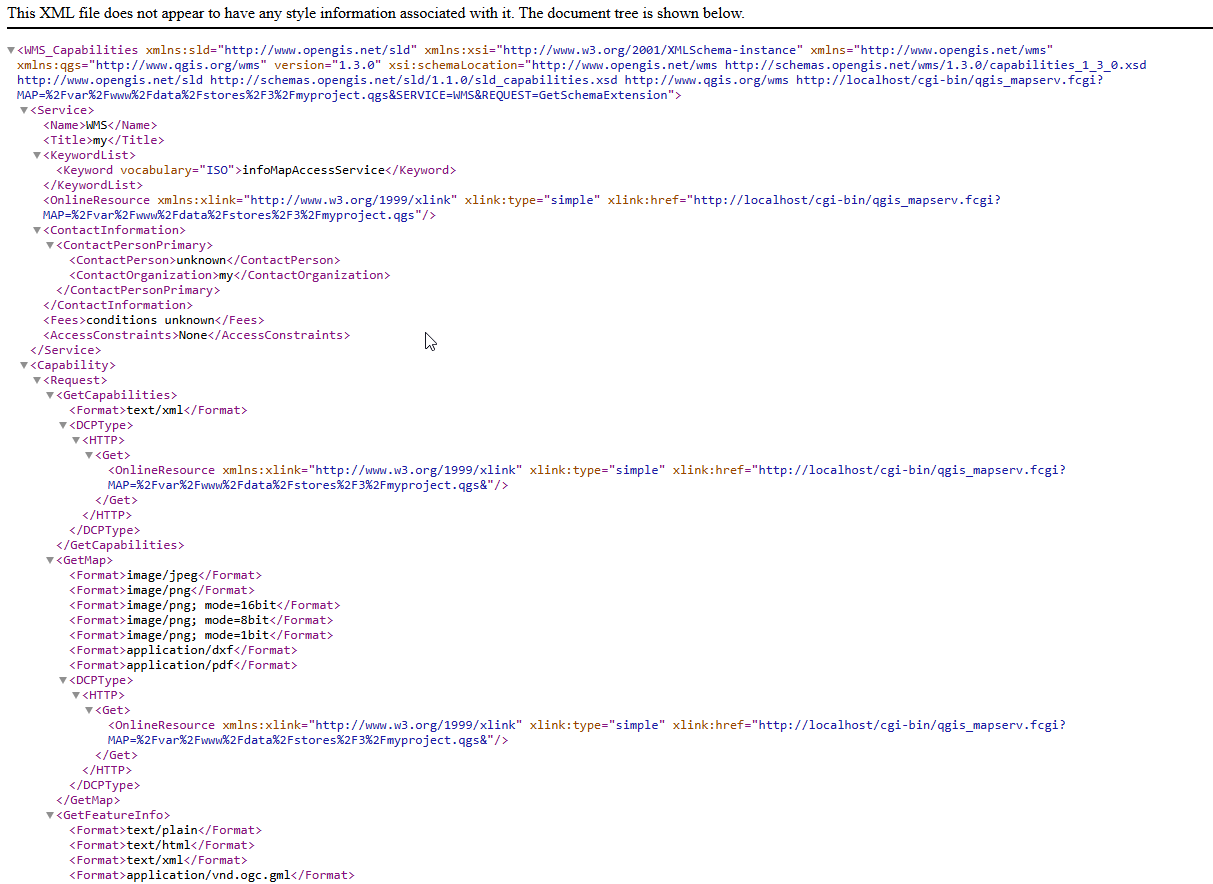 This XML file does not appear to have any style information associated with it. The document tree is shown below.
▼<WMS_Capabilities xmlns:sld="http://www.opengis.net/sld" xmlns:xsi="http://www.w3.org/2001/XMLSchema-instance" xmlns="http://www.opengis.net/wms"
xmlns:qgs="http://www.qgis.org/wms" version="1.3.0" xsi:schemaLocation="http://www.opengis.net/wms http://schemas.opengis.net/wms/1.3.0/capabilities_1_3_0.xsd
http://www.opengis.net/sld http://schemas.opengis.net/sld/1.1.0/sld_capabilities.xsd http://www.qgis.org/wms http://localhost/cgi-bin/qgis_mapserv.fcgi?
MAP=%2Fvar%2Fwww%2Fdata%2Fstores%2F3%2Fmyproject.qgs&SERVICE=WMS&REQUEST=GetSchemaExtension">
▼<Service>
<Name>WMS</Name>
<Title>my</Title>
▼<KeywordList>
<Keyword vocabulary="ISO">infoMapAccessService</Keyword>
</KeywordList>
<OnlineResource xmlns:xlink="http://www.w3.org/1999/xlink" xlink:type="simple" xlink:href="http://localhost/cgi-bin/qgis_mapserv.fcgi?
MAP=%2Fvar%2Fwww%2Fdata%2Fstores%2F3%2Fmyproject.qgs"/>
▼<ContactInformation>
▼<ContactPersonPrimary>
<ContactPerson>unknown</ContactPerson>
<ContactOrganization>my</ContactOrganization>
</ContactPersonPrimary>
</ContactInformation>
<Fees>conditions unknown</Fees>
<AccessConstraints>None</AccessConstraints>
</Service>
▼<Capability>
▼<Request>
▼<GetCapabilities>
<Format>text/xml</Format>
▼<DCPType>
▼<HTTP>
▼<Get>
<OnlineResource xmlns:xlink="http://www.w3.org/1999/xlink" xlink:type="simple" xlink:href="http://localhost/cgi-bin/qgis_mapserv.fcgi?
MAP=%2Fvar%2Fwww%2Fdata%2Fstores%2F3%2Fmyproject.qgs&"/>
</Get>
</HTTP>
</DCPType>
</GetCapabilities>
▼<GetMap>
<Format>image/jpeg</Format>
<Format>image/png</Format>
<Format>image/png; mode=16bit</Format>
<Format>image/png; mode=8bit</Format>
<Format>image/png; mode=1bit</Format>
<Format>application/dxf</Format>
<Format>application/pdf</Format>
▼<DCPType>
▼<HTTP>
▼<Get>
<OnlineResource xmlns:xlink="http://www.w3.org/1999/xlink" xlink:type="simple" xlink:href="http://localhost/cgi-bin/qgis_mapserv.fcgi?
MAP=%2Fvar%2Fwww%2Fdata%2Fstores%2F3%2Fmyproject.qgs&"/>
</Get>
</HTTP>
</DCPType>
</GetMap>
▼<GetFeatureInfo>
<Format>text/plain</Format>
<Format>text/html</Format>
<Format>text/xml</Format>
<Format>application/vnd.ogc.gml</Format>